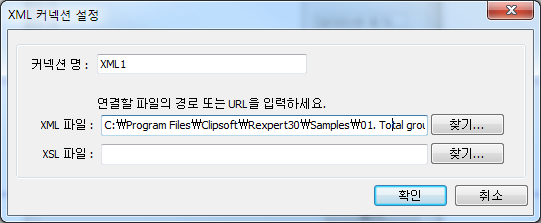 XML 커넥션 설정
커넥션 명 : XML1
연결할 파일의 경로 또는 URL을 입력하세요.
XML 파일 : C:￦Program Files￦Clipsoft￦Rexpert30￦Samples￦01. Total grou 찾기...
XSL 파일 : 찾기...
확인 취소